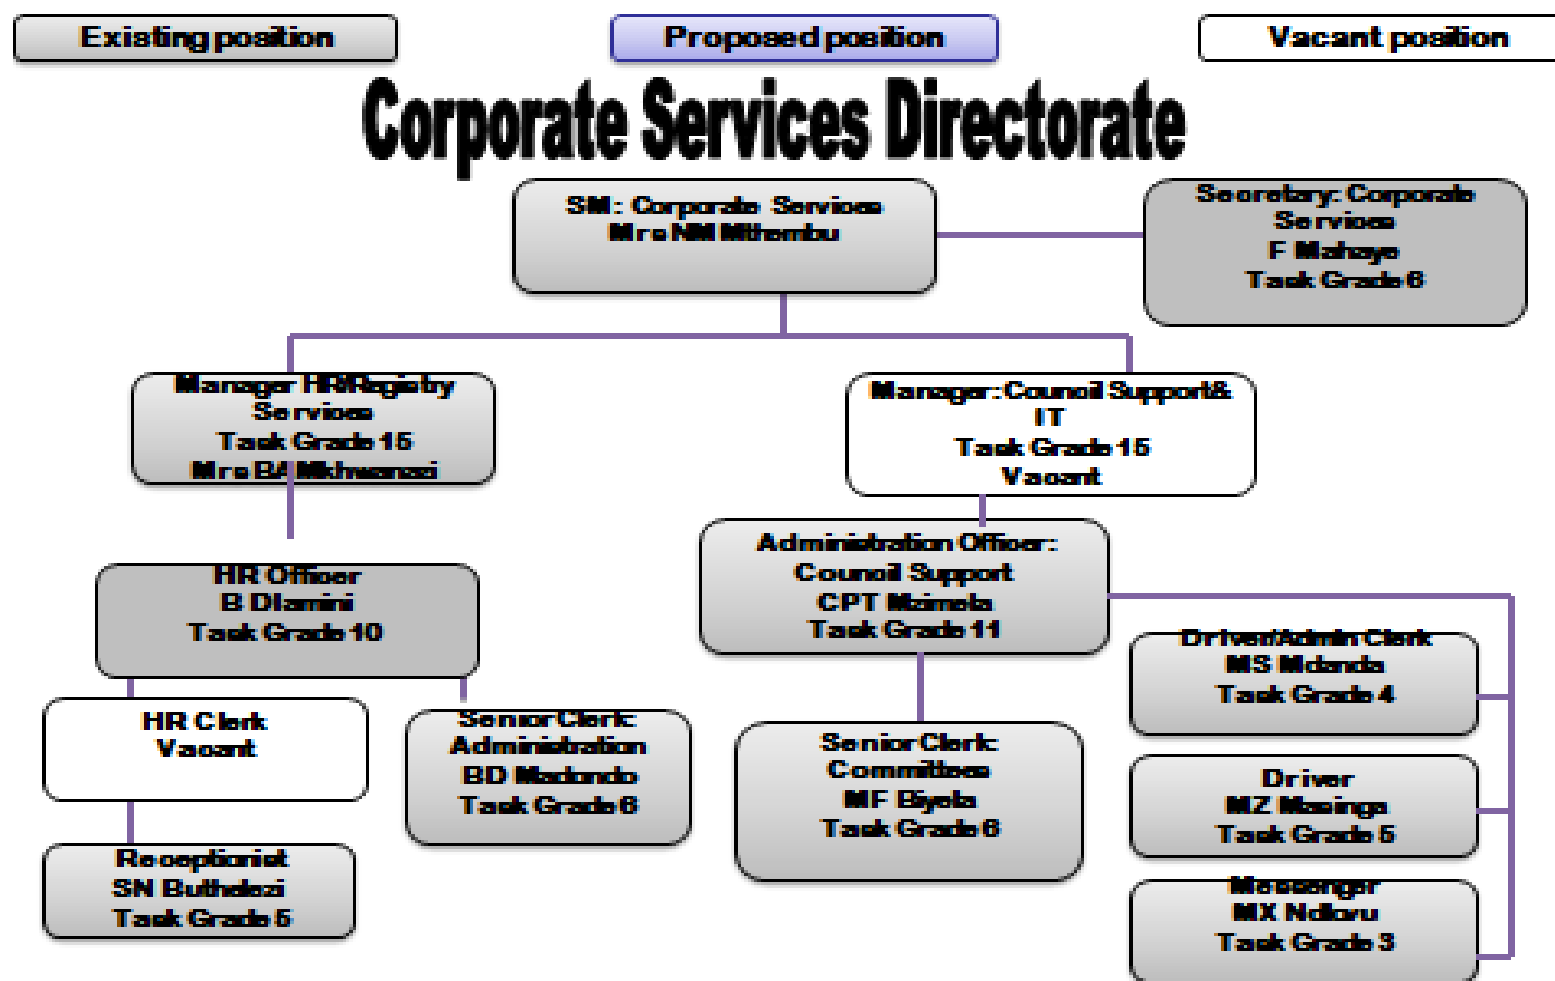 Existing position
Proposed position
Vacant position
Corporate Services Directorate
SM: Corporate Services
Mrs NM Mthembu
Secretary: Corporate
Services
F Mahaye
Task Grade 6
Manager HR/Registry
Services
Task Grade 15
Mrs BA Mkhwanazi
Manager: Council Support&
IT
Task Grade 15
Vacant
HR Officer
B Dlamini
Task Grade 10
Administration Officer:
Council Support
CPT
Task Grade 11
HR Clerk
Vacant
Senior Clerk:
Administration
BD Madondo
Task Grade 6
Receptionist
SN Buthelezi
Task Grade 5
Senior Clerk:
Committees
MF Biyela
Task Grade 6
Driver/Admin Clerk
MS Mdanda
Task Grade 4
Driver
MZ Masinga
Task Grade 5
Messenger
MX Ndlovu
Task Grade 3